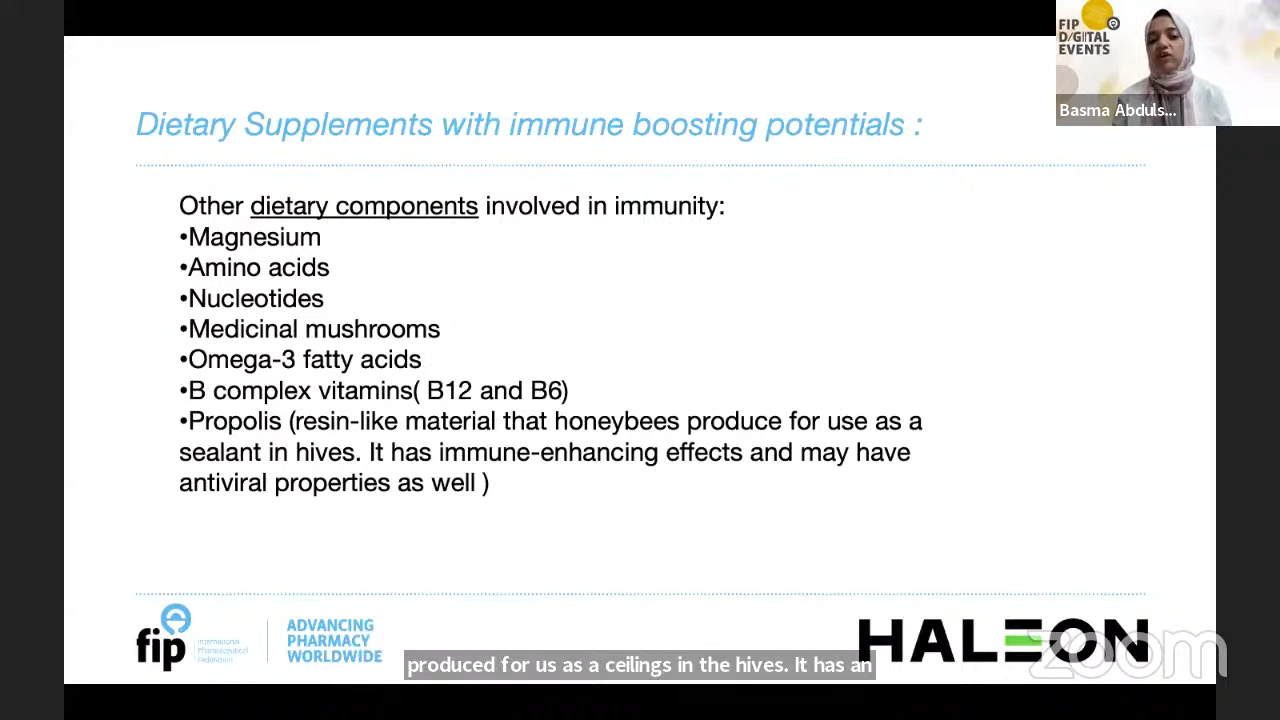 FIP
D/GITAL
EVENTS
Basma Abduls...
Dietary Supplements with immune boosting potentials :
Other dietary components involved in immunity:
•Magnesium
•Amino acids
•Nucleotides
•Medicinal mushrooms
•Omega-3 fatty acids
•B complex vitamins( B12 and B6)
•Propolis (resin-like material that honeybees produce for use as a
sealant in hives. It has immune-enhancing effects and may have
antiviral properties as well )
fip
International
Pharmaceutical
Federation
ADVANCING
PHARMACY
WORLDWIDE
HALEON
zoom
produced for us as a ceilings in the hives. It has an